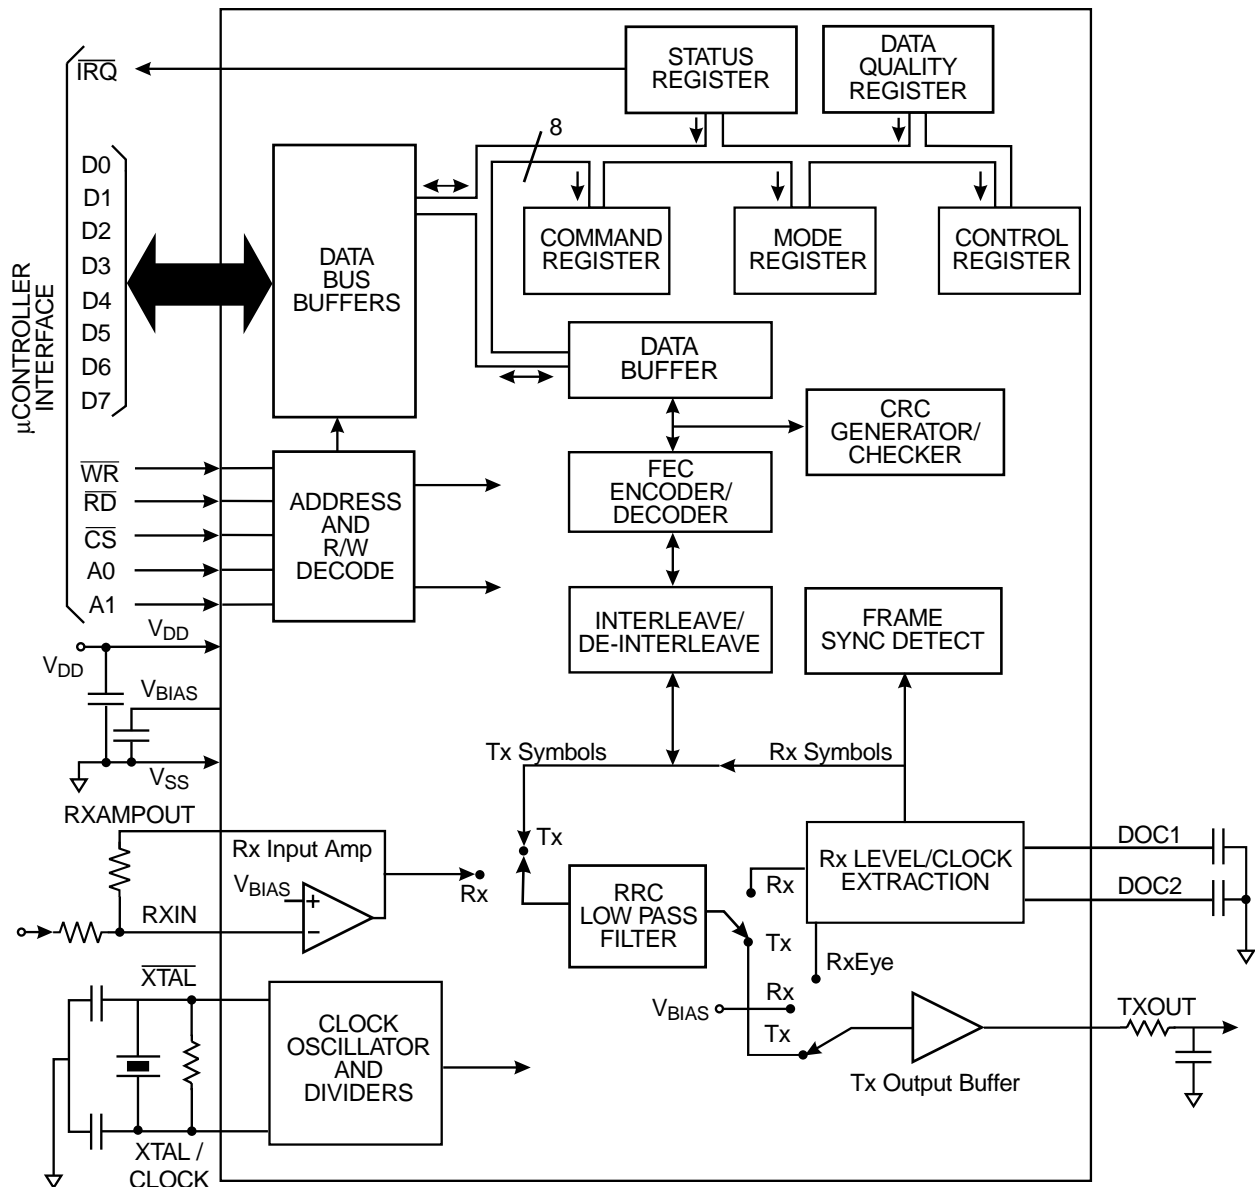 STATUS
REGISTER
DATA
QUALITY
REGISTER
IRQ
8
D0
D1
D2
D3
D4
D5
D6
D7
µCONTROLLER
INTERFACE
DATA
BUS
BUFFERS
COMMAND
REGISTER
MODE
REGISTER
CONTROL
REGISTER
DATA
BUFFER
CRC
GENERATOR/
CHECKER
WR
RD
CS
A0
A1
ADDRESS
AND
R/W
DECODE
FEC
ENCODER/
DECODER
INTERLEAVE/
DE-INTERLEAVE
FRAME
SYNC DETECT
VDD
VDD
VBIAS
VSS
Tx Symbols
Rx Symbols
RXAMPOUT
Rx Input Amp
VBIAS
+
−
RXIN
Rx
Tx
RRC
LOW PASS
FILTER
Rx
Tx
Rx LEVEL/CLOCK
EXTRACTION
DOC1
DOC2
RxEye
VBIAS
Rx
Tx
Tx Output Buffer
TXOUT
XTAL
CLOCK
OSCILLATOR
AND
DIVIDERS
XTAL /
CLOCK